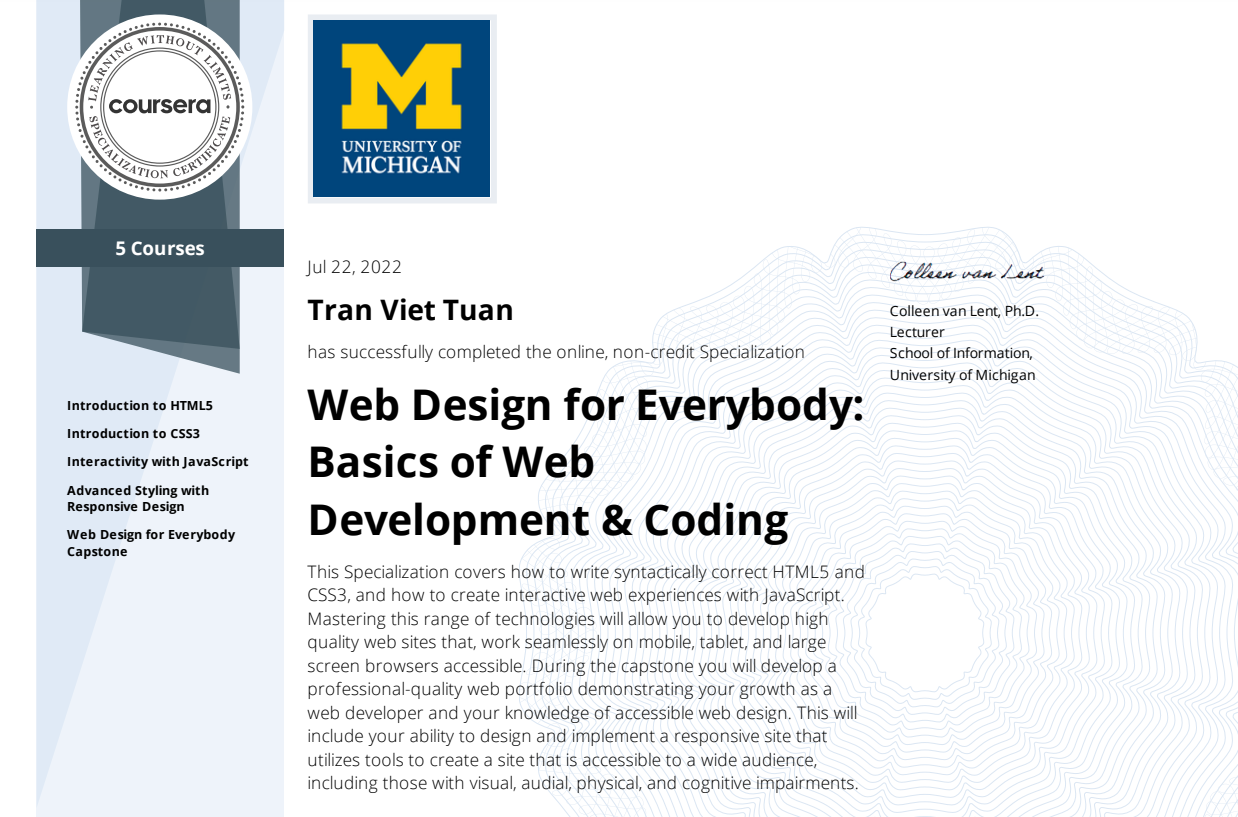 LEARNING WITHOUT LIMITS
coursera
SPECIALIZATION CERTIFICATE
5 Courses
Introduction to HTML5
Introduction to CSS3
Interactivity with JavaScript
Advanced Styling with
Responsive Design
Web Design for Everybody
Capstone
M
UNIVERSITY OF
MICHIGAN
Jul 22, 2022
Tran Viet Tuan
has successfully completed the online, non-credit Specialization
Web Design for Everybody:
Basics of Web
Development & Coding
This Specialization covers how to write syntactically correct HTML5 and
CSS3, and how to create interactive web experiences with JavaScript.
Mastering this range of technologies will allow you to develop high
quality web sites that, work seamlessly on mobile, tablet, and large
screen browsers accessible. During the capstone you will develop a
professional-quality web portfolio demonstrating your growth as a
web developer and your knowledge of accessible web design. This will
include your ability to design and implement a responsive site that
utilizes tools to create a site that is accessible to a wide audience,
including those with visual, audial, physical, and cognitive impairments.
Colleen van Lent
Colleen van Lent, Ph.D.
Lecturer
School of Information,
University of Michigan